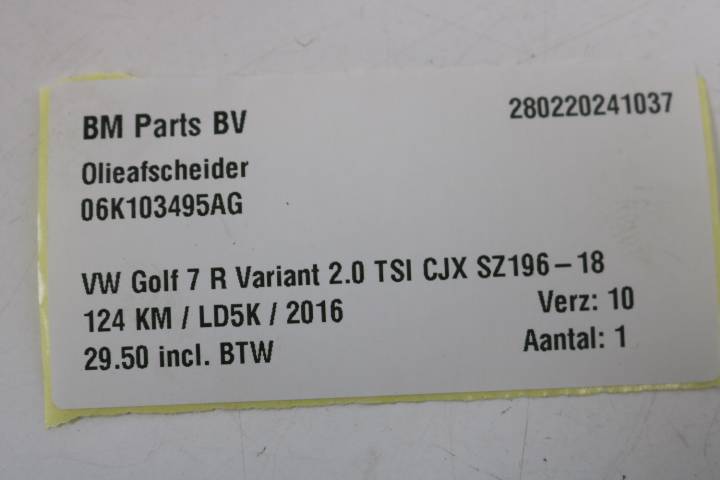 BM Parts BV
280220241037
Olieafscheider
06K103495AG
VW Golf 7 R Variant 2.0 TSI CJX SZ196-18
124 KM / LD5K / 2016
Verz: 10
29.50 incl. BTW
Aantal: 1